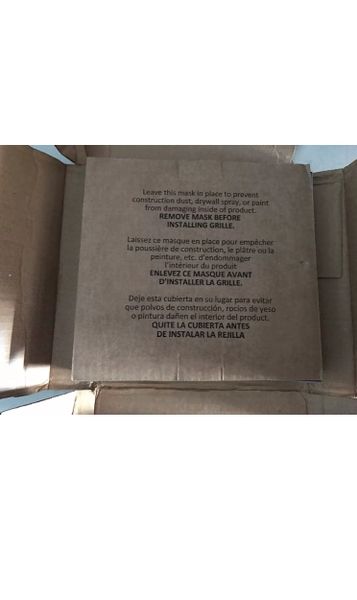 Leave this mask in place to prevent
construction dust, drywall spray, or paint
from damaging inside of product.
REMOVE MASK BEFORE
INSTALLING GRILLE.
Laissez ce masque en place pour empêcher
la poussière de construction, le plâtre ou la
peinture, etc. d'endommager
l'intérieur du produit
ENLEVEZ CE MASQUE AVANT
D'INSTALLER LA GRILLE.
Deje esta cubierta en su lugar para evitar
que polvos de construcción, rocios de yeso
o pintura dañen el interior del product.
QUITE LA CUBIERTA ANTES
DE INSTALAR LA REJILLA